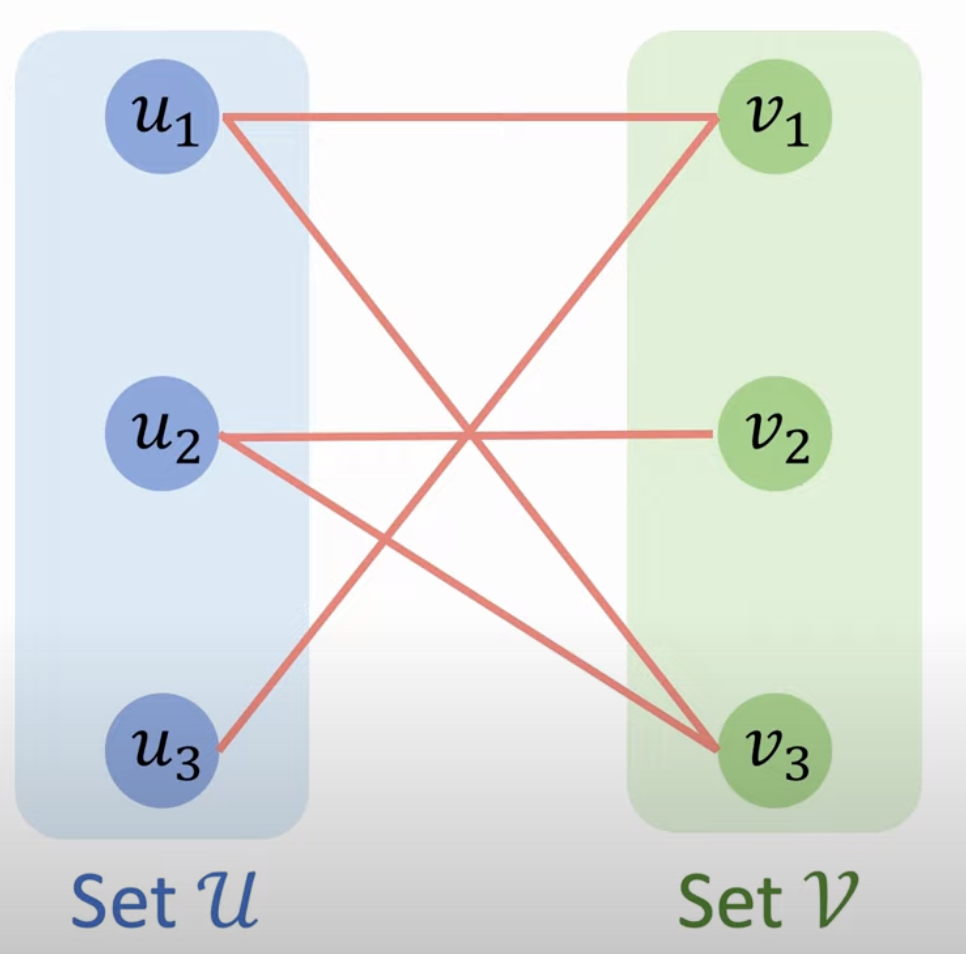 u₁ v₁
u₂ v₂
u₃ v₃
Set 𝒰 Set 𝒱